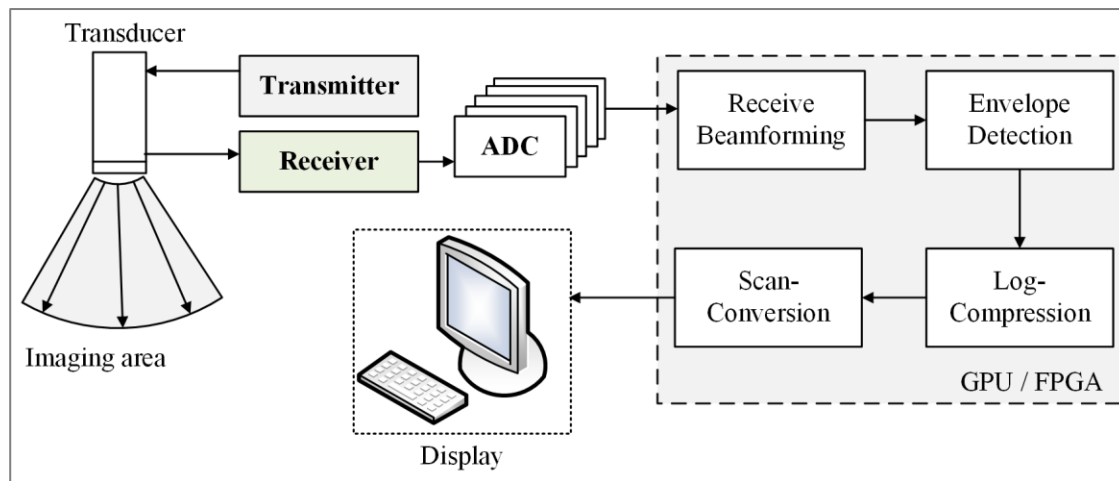 Transducer
Transmitter
Receiver
ADC
Receive
Beamforming
Envelope
Detection
Scan-
Conversion
Log-
Compression
GPU / FPGA
Imaging area
Display